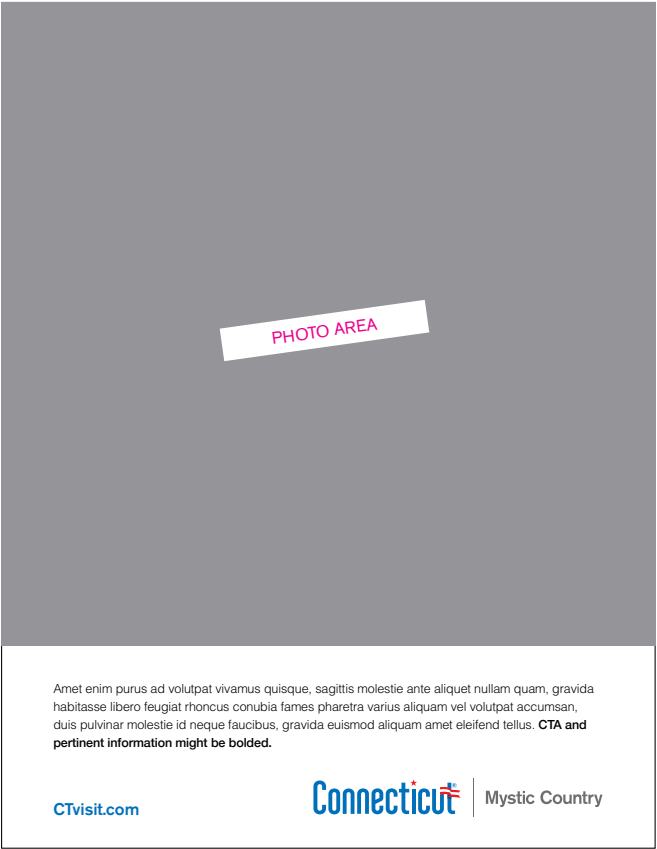 PHOTO AREA
Amet enim purus ad volutpat vivamus quisque, sagittis molestie ante aliquet nullam quam, gravida
habitasse libero feugiat rhoncus conubia fames pharetra varius aliquam vel volutpat accumsan,
duis pulvinar molestie id neque faucibus, gravida euismod aliquam amet eleifend tellus. CTA and
pertinent information might be bolded.
CTvisit.com
Connecticut® Mystic Country